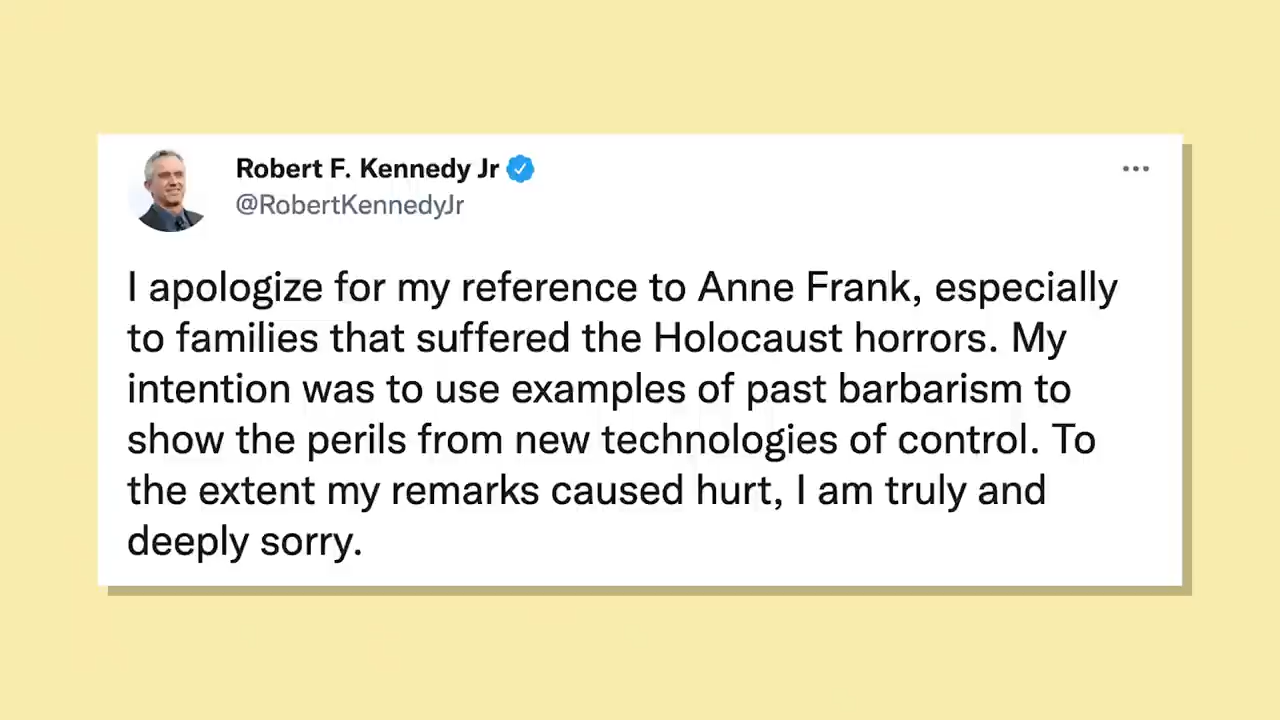 Robert F. Kennedy Jr
@RobertKennedyJr
I apologize for my reference to Anne Frank, especially
to families that suffered the Holocaust horrors. My
intention was to use examples of past barbarism to
show the perils from new technologies of control. To
the extent my remarks caused hurt, I am truly and
deeply sorry.